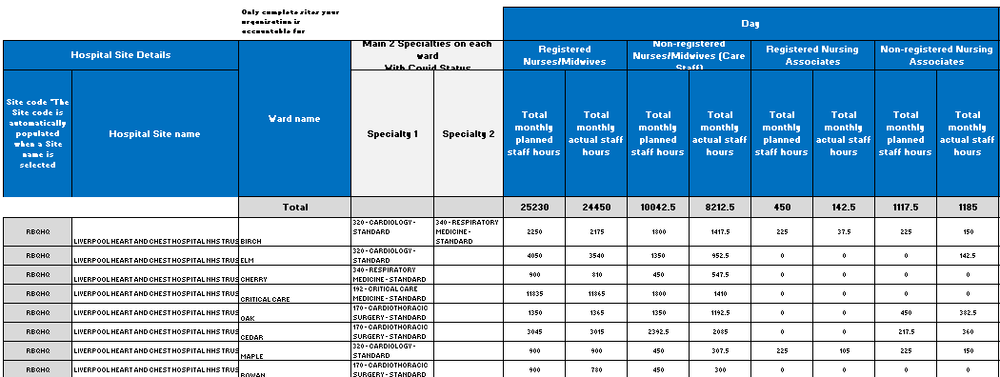 Only complete sites your
organisation is
accountable for
Day
Hospital Site Details
Main 2 Specialties on each
ward
With Covid Status
Registered
Nurses/Midwives
Non-registered
Nurses/Midwives (Care
Staff)
Registered Nursing
Associates
Non-registered Nursing
Associates
Site code "The
Site code is
automatically
populated
when a Site
name is
selected
Hospital Site name
Ward name
Specialty 1
Specialty 2
Total
monthly
planned
staff hours
Total
monthly
actual staff
hours
Total
monthly
planned
staff hours
Total
monthly
actual staff
hours
Total
monthly
planned
staff hours
Total
monthly
actual staff
hours
Total
monthly
planned
staff hours
Total
monthly
actual staff
hours
Total 25230 24450 10042.5 8212.5 450 142.5 1117.5 1185
320 - CARDIOLOGY -
STANDARD
340 - RESPIRATORY
MEDICINE -
STANDARD
RBQHQ LIVERPOOL HEART AND CHEST HOSPITAL NHS TRUS BIRCH 2250 2175 1800 1417.5 225 37.5 225 150
320 - CARDIOLOGY -
STANDARD
RBQHQ LIVERPOOL HEART AND CHEST HOSPITAL NHS TRUS ELM 4050 3540 1350 952.5 0 0 0 142.5
340 - RESPIRATORY
MEDICINE - STANDARD
RBQHQ LIVERPOOL HEART AND CHEST HOSPITAL NHS TRUS CHERRY 900 810 450 547.5 0 0 0 0
192 - CRITICAL CARE
MEDICINE - STANDARD
RBQHQ LIVERPOOL HEART AND CHEST HOSPITAL NHS TRUS CRITICAL CARE 11835 11865 1800 1410 0 0 0 0
170 - CARDIOTHORACIC
SURGERY - STANDARD
RBQHQ LIVERPOOL HEART AND CHEST HOSPITAL NHS TRUS OAK 1350 1365 1350 1192.5 0 0 450 382.5
170 - CARDIOTHORACIC
SURGERY - STANDARD
RBQHQ LIVERPOOL HEART AND CHEST HOSPITAL NHS TRUS CEDAR 3045 3015 2392.5 2085 0 0 217.5 360
320 - CARDIOLOGY -
STANDARD
RBQHQ LIVERPOOL HEART AND CHEST HOSPITAL NHS TRUS MAPLE 900 900 450 307.5 225 105 225 150
170 - CARDIOTHORACIC
SURGERY - STANDARD
RBQHQ LIVERPOOL HEART AND CHEST HOSPITAL NHS TRUS ROWAN 900 780 450 300 0 0 0 0